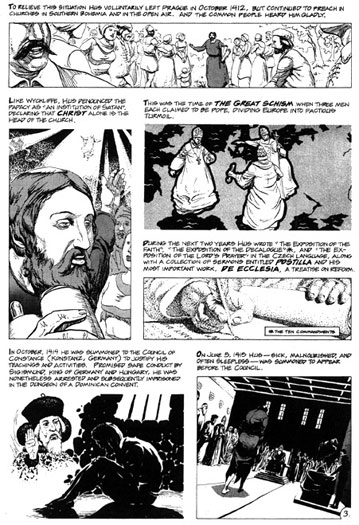 TO RELIEVE THIS SITUATION HUS VOLUNTARILY LEFT PRAGUE IN OCTOBER 1412, BUT CONTINUED TO PREACH IN
CHURCHES IN SOUTHERN BOHEMIA AND IN THE OPEN AIR. AND THE COMMON PEOPLE HEARD HIM GLADLY.
LIKE WYCLIFFE, HUS DENOUNCED THE
PAPACY AS "AN INSTITUTION OF SATAN",
DECLARING THAT CHRIST ALONE IS THE
HEAD OF THE CHURCH.
THIS WAS THE TIME OF THE GREAT SCHISM WHEN THREE MEN
EACH CLAIMED TO BE POPE, DIVIDING EUROPE INTO FACTIOUS
TURMOIL.
DURING THE NEXT TWO YEARS HUS WROTE "THE EXPOSITION OF THE
FAITH", "THE EXPOSITION OF THE DECALOGUE"*, AND "THE EX-
POSITION OF THE LORD'S PRAYER" IN THE CZECH LANGUAGE, ALONG
WITH A COLLECTION OF SERMONS ENTITLED POSTILLA AND HIS
MOST IMPORTANT WORK, DE ECCLESIA, A TREATISE ON REFORM.
* THE TEN COMMANDMENTS
IN OCTOBER, 1414 HE WAS SUMMONED TO THE COUNCIL OF
CONSTANCE (KONSTANZ, GERMANY) TO JUSTIFY HIS
TEACHINGS AND ACTIVITIES. PROMISED SAFE CONDUCT BY
SIGISMUND, KING OF GERMANY AND HUNGARY, HE WAS
NONETHELESS ARRESTED AND SUBSEQUENTLY IMPRISONED
IN THE DUNGEON OF A DOMINICAN CONVENT.
ON JUNE 5, 1415 HUS—SICK, MALNOURISHED, AND
OFTEN SLEEPLESS—WAS SUMMONED TO APPEAR
BEFORE THE COUNCIL.
3